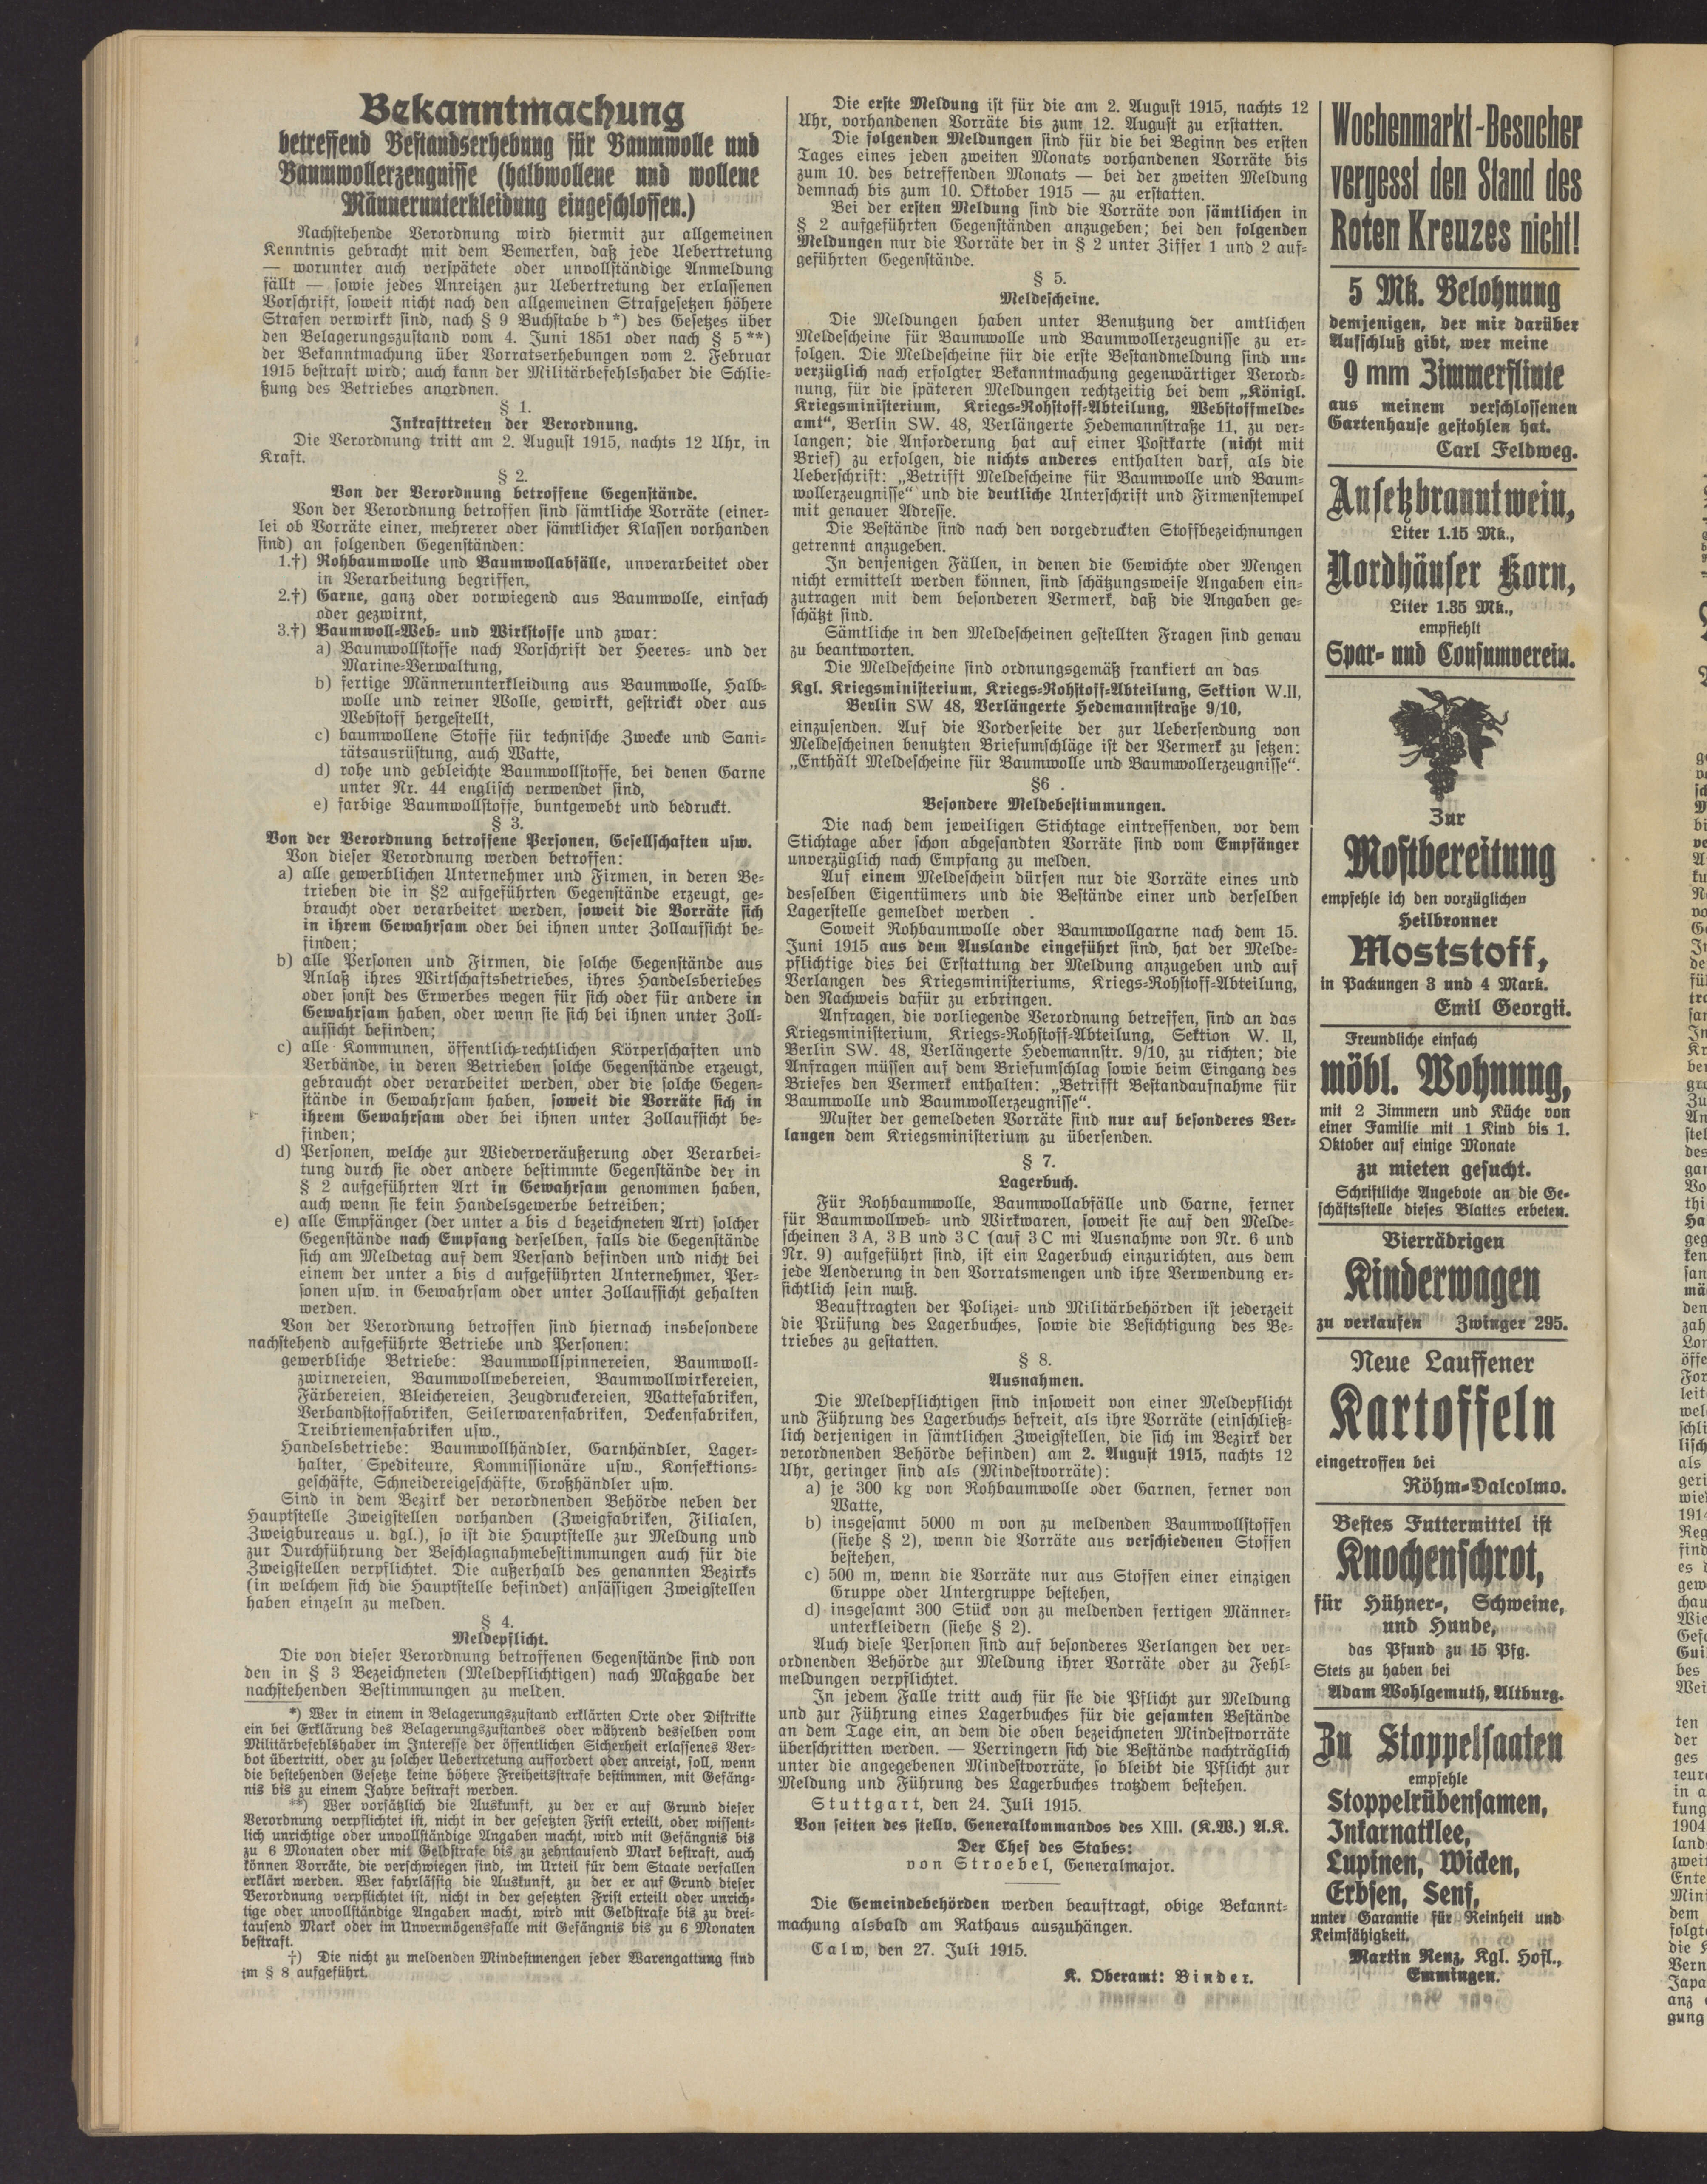 Bekanntmachung
betreffend Bestandserhebung für Baumwolle und
Baumwollerzeugnisse (halbwollene und wollene
Männerunterkleidung eingeschlossen.)
Nachstehende Verordnung wird hiermit zur allgemeinen
Kenntnis gebracht mit dem Bemerken, daß jede Uebertretung
— worunter auch verspätete oder unvollständige Anmeldung
fällt — sowie jedes Anreizen zur Uebertretung der erlassenen
Vorschrift, soweit nicht nach den allgemeinen Strafgesetzen höhere
Strafen verwirkt sind, nach § 9 Buchstabe b *) des Gesetzes über
den Belagerungszustand vom 4. Juni 1851 oder nach § 5 **)
der Bekanntmachung über Vorratserhebungen vom 2. Februar
1915 bestraft wird; auch kann der Militärbefehlshaber die Schlie-
ßung des Betriebes anordnen.
§ 1.
Inkrafttreten der Verordnung.
Die Verordnung tritt am 2. August 1915, nachts 12 Uhr, in
Kraft.
§ 2.
Von der Verordnung betroffene Gegenstände.
Von der Verordnung betroffen sind sämtliche Vorräte (einer-
lei ob Vorräte einer, mehrerer oder sämtlicher Klassen vorhanden
sind) an folgenden Gegenständen:
1.†) Rohbaumwolle und Baumwollabfälle, unverarbeitet oder
in Verarbeitung begriffen,
2.†) Garne, ganz oder vorwiegend aus Baumwolle, einfach
oder gezwirnt,
3.†) Baumwoll-Web- und Wirkstoffe und zwar:
a) Baumwollstoffe nach Vorschrift der Heeres- und der
Marine-Verwaltung,
b) fertige Männerunterkleidung aus Baumwolle, Halb-
wolle und reiner Wolle, gewirkt, gestrickt oder aus
Webstoff hergestellt,
c) baumwollene Stoffe für technische Zwecke und Sani-
tätsausrüstung, auch Watte,
d) rohe und gebleichte Baumwollstoffe, bei denen Garne
unter Nr. 44 englisch verwendet sind,
e) farbige Baumwollstoffe, buntgewebt und bedruckt.
§ 3.
Von der Verordnung betroffene Personen, Gesellschaften usw.
Von dieser Verordnung werden betroffen:
a) alle gewerblichen Unternehmer und Firmen, in deren Be-
trieben die in §2 aufgeführten Gegenstände erzeugt, ge-
braucht oder verarbeitet werden, soweit die Vorräte sich
in ihrem Gewahrsam oder bei ihnen unter Zollaufsicht be-
finden;
b) alle Personen und Firmen, die solche Gegenstände aus
Anlaß ihres Wirtschaftsbetriebes, ihres Handelsberiebes
oder sonst des Erwerbes wegen für sich oder für andere in
Gewahrsam haben, oder wenn sie sich bei ihnen unter Zoll-
aufsicht befinden;
c) alle Kommunen, öffentlich-rechtlichen Körperschaften und
Verbände, in deren Betrieben solche Gegenstände erzeugt,
gebraucht oder verarbeitet werden, oder die solche Gegen-
stände in Gewahrsam haben, soweit die Vorräte sich in
ihrem Gewahrsam oder bei ihnen unter Zollaufsicht be-
finden;
d) Personen, welche zur Wiederveräußerung oder Verarbei-
tung durch sie oder andere bestimmte Gegenstände der in
§ 2 aufgeführten Art in Gewahrsam genommen haben,
auch wenn sie kein Handelsgewerbe betreiben;
e) alle Empfänger (der unter a bis d bezeichneten Art) solcher
Gegenstände nach Empfang derselben, falls die Gegenstände
sich am Meldetag auf dem Versand befinden und nicht bei
einem der unter a bis d aufgeführten Unternehmer, Per-
sonen usw. in Gewahrsam oder unter Zollaufsicht gehalten
werden.
Von der Verordnung betroffen sind hiernach insbesondere
nachstehend aufgeführte Betriebe und Personen:
gewerbliche Betriebe: Baumwollspinnereien, Baumwoll-
zwirnereien, Baumwollwebereien, Baumwollwirkereien,
Färbereien, Bleichereien, Zeugdruckereien, Wattefabriken,
Verbandstoffabriken, Seilerwarenfabriken, Deckenfabriken,
Treibriemenfabriken usw.,
Handelsbetriebe: Baumwollhändler, Garnhändler, Lager-
halter, Spediteure, Kommissionäre usw., Konfektions-
geschäfte, Schneidereigeschäfte, Großhändler usw.
Sind in dem Bezirk der verordnenden Behörde neben der
Hauptstelle Zweigstellen vorhanden (Zweigfabriken, Filialen,
Zweigbureaus u. dgl.), so ist die Hauptstelle zur Meldung und
zur Durchführung der Beschlagnahmebestimmungen auch für die
Zweigstellen verpflichtet. Die außerhalb des genannten Bezirks
(in welchem sich die Hauptstelle befindet) ansässigen Zweigstellen
haben einzeln zu melden.
§ 4.
Meldepflicht.
Die von dieser Verordnung betroffenen Gegenstände sind von
den in § 3 Bezeichneten (Meldepflichtigen) nach Maßgabe der
nachstehenden Bestimmungen zu melden.
*) Wer in einem in Belagerungszustand erklärten Orte oder Distrikte
ein bei Erklärung des Belagerungszustandes oder während desselben vom
Militärbefehlshaber im Interesse der öffentlichen Sicherheit erlassenes Ver-
bot übertritt, oder zu solcher Uebertretung auffordert oder anreizt, soll, wenn
die bestehenden Gesetze keine höhere Freiheitsstrafe bestimmen, mit Gefäng-
nis bis zu einem Jahre bestraft werden.
**) Wer vorsätzlich die Auskunft, zu der er auf Grund dieser
Verordnung verpflichtet ist, nicht in der gesetzten Frist erteilt, oder wissent-
lich unrichtige oder unvollständige Angaben macht, wird mit Gefängnis bis
zu 6 Monaten oder mit Geldstrafe bis zu zehntausend Mark bestraft, auch
können Vorräte, die verschwiegen sind, im Urteil für dem Staate verfallen
erklärt werden. Wer fahrlässig die Auskunft, zu der er auf Grund dieser
Verordnung verpflichtet ist, nicht in der gesetzten Frist erteilt oder unrich-
tige oder unvollständige Angaben macht, wird mit Geldstrafe bis zu drei-
tausend Mark oder im Unvermögensfalle mit Gefängnis bis zu 6 Monaten
bestraft.
†) Die nicht zu meldenden Mindestmengen jeder Warengattung sind
im § 8 aufgeführt.
Die erste Meldung ist für die am 2. August 1915, nachts 12
Uhr, vorhandenen Vorräte bis zum 12. August zu erstatten.
Die folgenden Meldungen sind für die bei Beginn des ersten
Tages eines jeden zweiten Monats vorhandenen Vorräte bis
zum 10. des betreffenden Monats — bei der zweiten Meldung
demnach bis zum 10. Oktober 1915 — zu erstatten.
Bei der ersten Meldung sind die Vorräte von sämtlichen in
§ 2 aufgeführten Gegenständen anzugeben; bei den folgenden
Meldungen nur die Vorräte der in § 2 unter Ziffer 1 und 2 auf-
geführten Gegenstände.
§ 5.
Meldescheine.
Die Meldungen haben unter Benutzung der amtlichen
Meldescheine für Baumwolle und Baumwollerzeugnisse zu er-
folgen. Die Meldescheine für die erste Bestandmeldung sind un-
verzüglich nach erfolgter Bekanntmachung gegenwärtiger Verord-
nung, für die späteren Meldungen rechtzeitig bei dem „Königl.
Kriegsministerium, Kriegs-Rohstoff-Abteilung, Webstoffmelde-
amt“, Berlin SW. 48, Verlängerte Hedemannstraße 11, zu ver-
langen; die Anforderung hat auf einer Postkarte (nicht mit
Brief) zu erfolgen, die nichts anderes enthalten darf, als die
Ueberschrift: „Betrifft Meldescheine für Baumwolle und Baum-
wollerzeugnisse“ und die deutliche Unterschrift und Firmenstempel
mit genauer Adresse.
Die Bestände sind nach den vorgedruckten Stoffbezeichnungen
getrennt anzugeben.
In denjenigen Fällen, in denen die Gewichte oder Mengen
nicht ermittelt werden können, sind schätzungsweise Angaben ein-
zutragen mit dem besonderen Vermerk, daß die Angaben ge-
schätzt sind.
Sämtliche in den Meldescheinen gestellten Fragen sind genau
zu beantworten.
Die Meldescheine sind ordnungsgemäß frankiert an das
Kgl. Kriegsministerium, Kriegs-Rohstoff-Abteilung, Sektion W.II,
Berlin SW 48, Verlängerte Hedemannstraße 9/10,
einzusenden. Auf die Vorderseite der zur Uebersendung von
Meldescheinen benutzten Briefumschläge ist der Vermerk zu setzen:
„Enthält Meldescheine für Baumwolle und Baumwollerzeugnisse“.
§6 .
Besondere Meldebestimmungen.
Die nach dem jeweiligen Stichtage eintreffenden, vor dem
Stichtage aber schon abgesandten Vorräte sind vom Empfänger
unverzüglich nach Empfang zu melden.
Auf einem Meldeschein dürfen nur die Vorräte eines und
desselben Eigentümers und die Bestände einer und derselben
Lagerstelle gemeldet werden .
Soweit Rohbaumwolle oder Baumwollgarne nach dem 15.
Juni 1915 aus dem Auslande eingeführt sind, hat der Melde-
pflichtige dies bei Erstattung der Meldung anzugeben und auf
Verlangen des Kriegsministeriums, Kriegs-Rohstoff-Abteilung,
den Nachweis dafür zu erbringen.
Anfragen, die vorliegende Verordnung betreffen, sind an das
Kriegsministerium, Kriegs-Rohstoff-Abteilung, Sektion W. II,
Berlin SW. 48, Verlängerte Hedemannstr. 9/10, zu richten; die
Anfragen müssen auf dem Briefumschlag sowie beim Eingang des
Briefes den Vermerk enthalten: „Betrifft Bestandaufnahme für
Baumwolle und Baumwollerzeugnisse“.
Muster der gemeldeten Vorräte sind nur auf besonderes Ver-
langen dem Kriegsministerium zu übersenden.
§ 7.
Lagerbuch.
Für Rohbaumwolle, Baumwollabfälle und Garne, ferner
für Baumwollweb- und Wirkwaren, soweit sie auf den Melde-
scheinen 3 A, 3 B und 3 C (auf 3 C mi Ausnahme von Nr. 6 und
Nr. 9) aufgeführt sind, ist ein Lagerbuch einzurichten, aus dem
jede Aenderung in den Vorratsmengen und ihre Verwendung er-
sichtlich sein muß.
Beauftragten der Polizei- und Militärbehörden ist jederzeit
die Prüfung des Lagerbuches, sowie die Besichtigung des Be-
triebes zu gestatten.
§ 8.
Ausnahmen.
Die Meldepflichtigen sind insoweit von einer Meldepflicht
und Führung des Lagerbuchs befreit, als ihre Vorräte (einschließ-
lich derjenigen in sämtlichen Zweigstellen, die sich im Bezirk der
verordnenden Behörde befinden) am 2. August 1915, nachts 12
Uhr, geringer sind als (Mindestvorräte):
a) je 300 kg von Rohbaumwolle oder Garnen, ferner von
Watte,
b) insgesamt 5000 m von zu meldenden Baumwollstoffen
(siehe § 2), wenn die Vorräte aus verschiedenen Stoffen
bestehen,
c) 500 m, wenn die Vorräte nur aus Stoffen einer einzigen
Gruppe oder Untergruppe bestehen,
d) insgesamt 300 Stück von zu meldenden fertigen Männer-
unterkleidern (siehe § 2).
Auch diese Personen sind auf besonderes Verlangen der ver-
ordnenden Behörde zur Meldung ihrer Vorräte oder zu Fehl-
meldungen verpflichtet.
In jedem Falle tritt auch für sie die Pflicht zur Meldung
und zur Führung eines Lagerbuches für die gesamten Bestände
an dem Tage ein, an dem die oben bezeichneten Mindestvorräte
überschritten werden. — Verringern sich die Bestände nachträglich
unter die angegebenen Mindestvorräte, so bleibt die Pflicht zur
Meldung und Führung des Lagerbuches trotzdem bestehen.
Stuttgart, den 24. Juli 1915.
Von seiten des stellv. Generalkommandos des XIII. (K.W.) A.K.
Der Chef des Stabes:
von Stroebel, Generalmajor.
Die Gemeindebehörden werden beauftragt, obige Bekannt-
machung alsbald am Rathaus auszuhängen.
Calw, den 27. Juli 1915.
K. Oberamt: Binder.
Wochenmarkt-Besucher
vergesst den Stand des
Roten Kreuzes nicht!
5 Mk. Belohnung
demjenigen, der mir darüber
Aufschluß gibt, wer meine
9 mm Zimmerflinte
aus meinem verschlossenen
Gartenhause gestohlen hat.
Carl Feldweg.
Ansetzbranntwein,
Liter 1.15 Mk.,
Nordhäuser Korn,
Liter 1.35 Mk.,
empfiehlt
Spar- und Consumverein.
Zur
Mostbereitung
empfehle ich den vorzüglichen
Heilbronner
Moststoff,
in Packungen 3 und 4 Mark.
Emil Georgii.
Freundliche einfach
möbl. Wohnung,
mit 2 Zimmern und Küche von
einer Familie mit 1 Kind bis 1.
Oktober auf einige Monate
zu mieten gesucht.
Schriftliche Angebote an die Ge-
schäftsstelle dieses Blattes erbeten.
Vierrädrigen
Kinderwagen
zu verkaufen Zwinger 295.
Neue Lauffener
Kartoffeln
eingetroffen bei
Röhm-Dalcolmo.
Bestes Futtermittel ist
Knochenschrot,
für Hühner-, Schweine,
und Hunde,
das Pfund zu 15 Pfg.
Stets zu haben bei
Adam Wohlgemuth, Altburg.
Zu Stoppelsaaten
empfehle
Stoppelrübensamen,
Inkarnatklee,
Lupinen, Wicken,
Erbsen, Senf,
unter Garantie für Reinheit und
Keimfähigkeit.
Martin Renz, Kgl. Hofl.,
Emmingen.